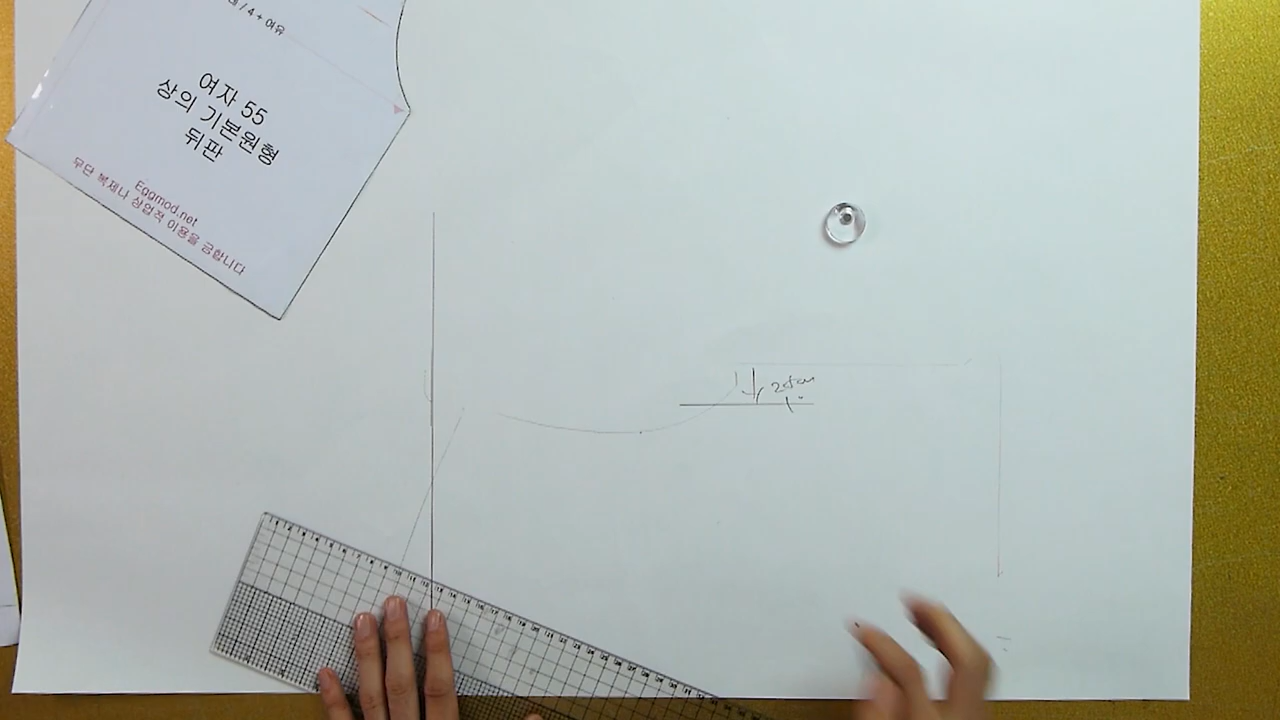 / 4 + 여유
여자 55
상의 기본원형
뒤판
Eggmod.net
무단 복제나 상업적 이용을 금합니다